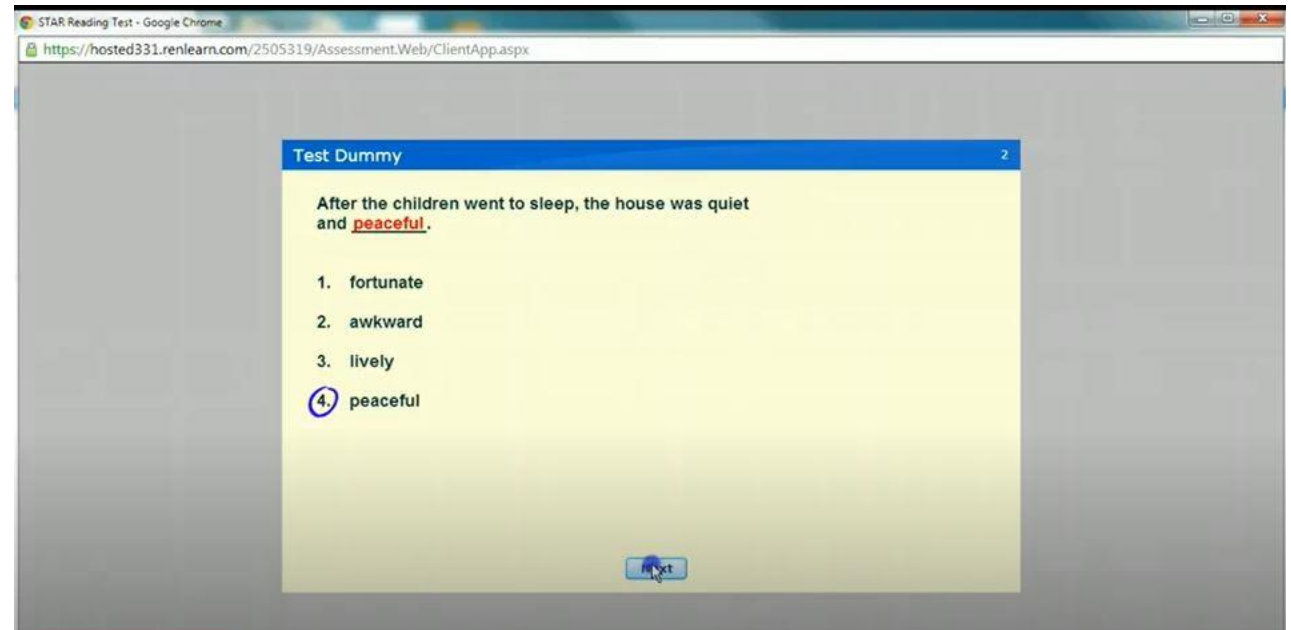 STAR Reading Test - Google Chrome
https://hosted331.renlearn.com/2505319/Assessment.Web/ClientApp.aspx
Test Dummy 2
After the children went to sleep, the house was quiet
and peaceful.
1. fortunate
2. awkward
3. lively
4. peaceful
Next